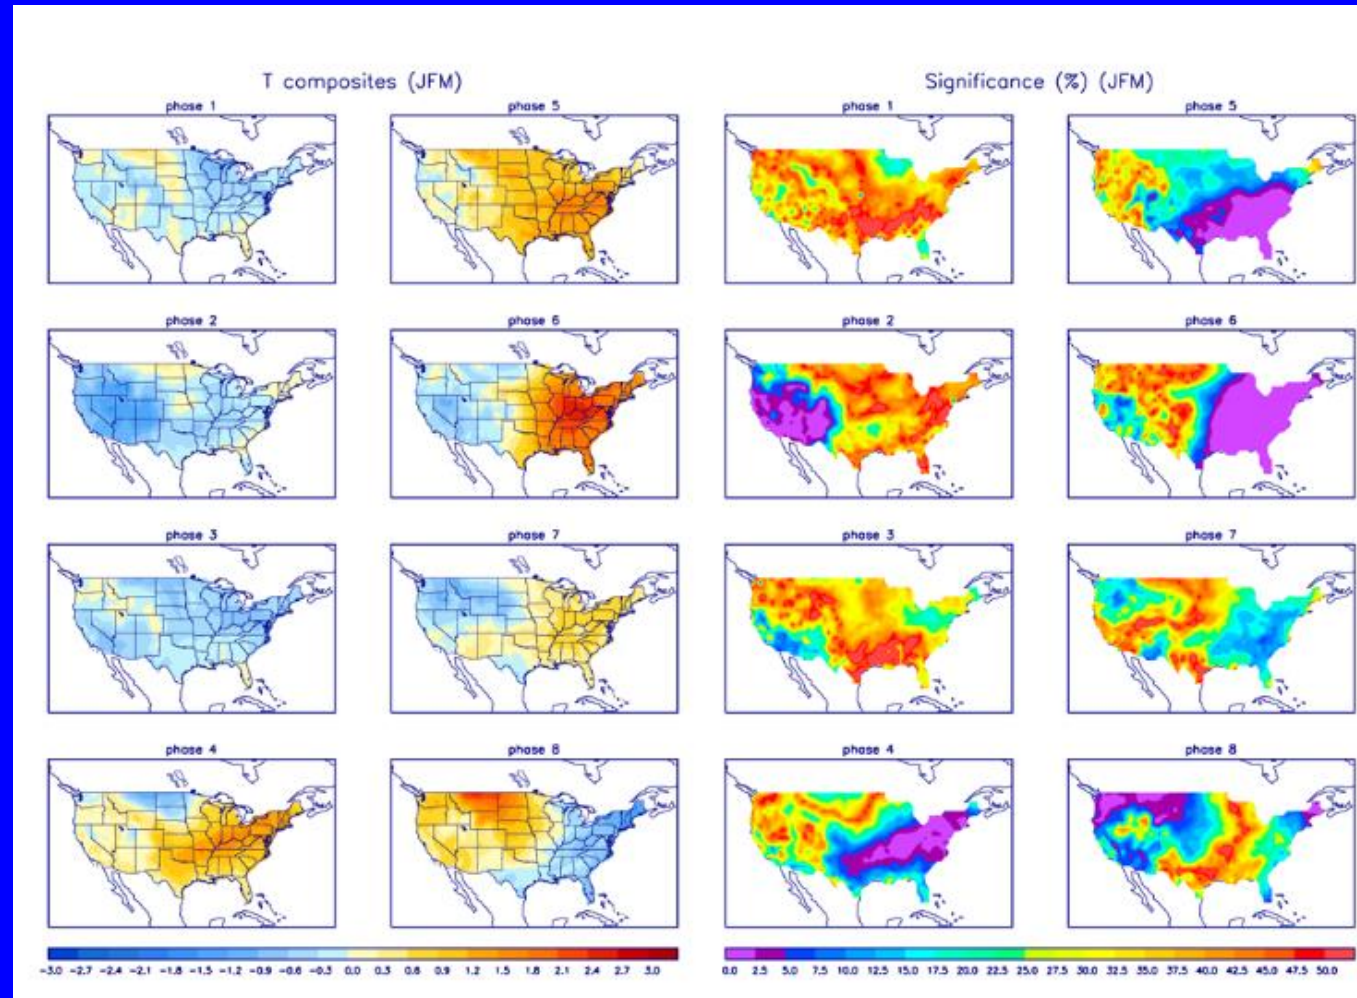 T composites (JFM)
Significance (%) (JFM)
phase 1
phase 5
phase 1
phase 5
phase 2
phase 6
phase 2
phase 6
phase 3
phase 7
phase 3
phase 7
phase 4
phase 8
phase 4
phase 8
−3.0 −2.7 −2.4 −2.1 −1.8 −1.5 −1.2 −0.9 −0.6 −0.3 0.0 0.3 0.6 0.9 1.2 1.5 1.8 2.1 2.4 2.7 3.0
0.0 2.5 5.0 7.5 10.0 12.5 15.0 17.5 20.0 22.5 25.0 27.5 30.0 32.5 35.0 37.5 40.0 42.5 45.0 47.5 50.0